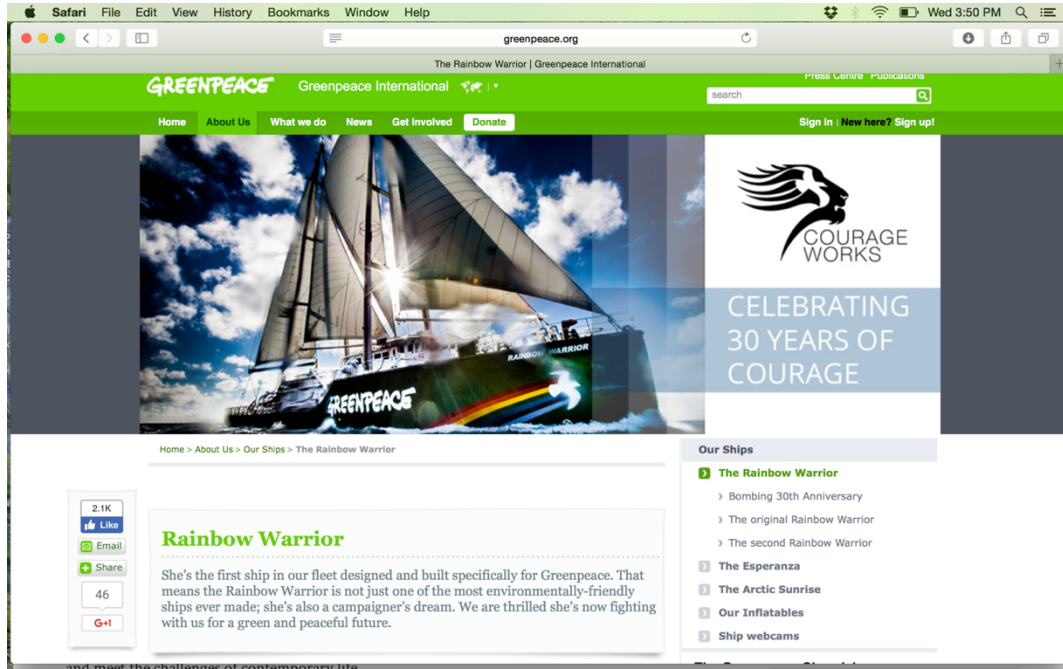 Safari File Edit View History Bookmarks Window Help
Wed 3:50 PM
greenpeace.org
The Rainbow Warrior | Greenpeace International
GREENPEACE
Greenpeace International
Press Centre Publications
search
Home About Us What we do News Get involved Donate
Sign in | New here? Sign up!
RAINBOW WARRIOR
GREENPEACE
COURAGE
WORKS
CELEBRATING
30 YEARS OF
COURAGE
Home > About Us > Our Ships > The Rainbow Warrior
2.1K
Like
Email
Share
46
G+1
Rainbow Warrior
She's the first ship in our fleet designed and built specifically for Greenpeace. That
means the Rainbow Warrior is not just one of the most environmentally-friendly
ships ever made; she's also a campaigner's dream. We are thrilled she's now fighting
with us for a green and peaceful future.
Our Ships
The Rainbow Warrior
Bombing 30th Anniversary
The original Rainbow Warrior
The second Rainbow Warrior
The Esperanza
The Arctic Sunrise
Our Inflatables
Ship webcams
and meet the challenges of contemporary life